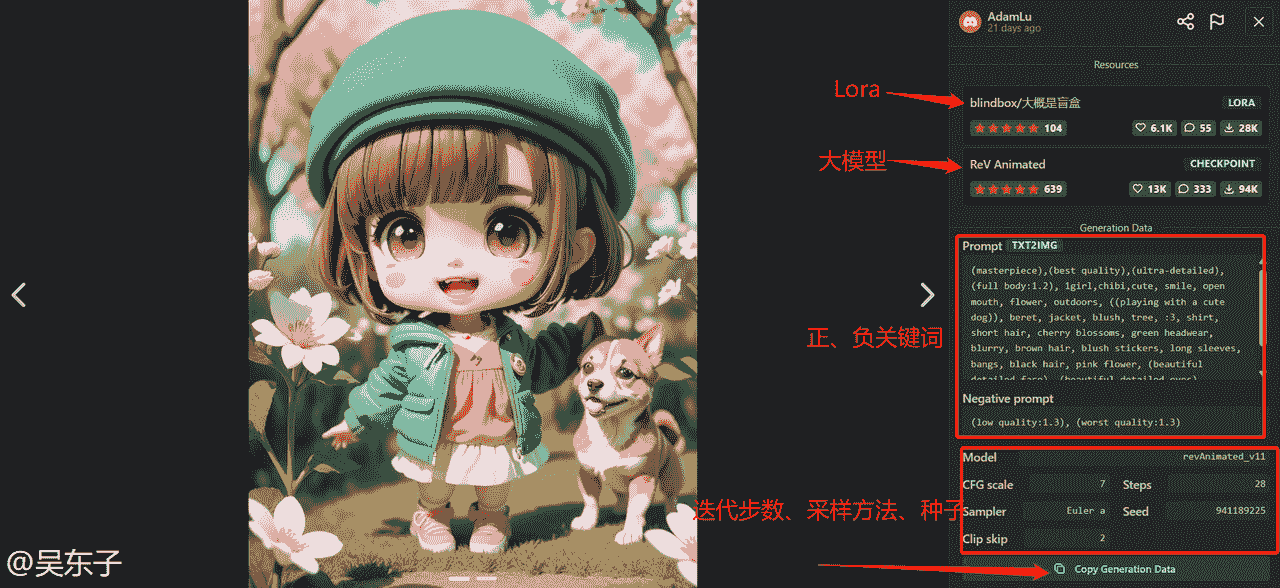 AdamLu
21 days ago
Resources
Lora
blindbox/大概是盲盒
LORA
104
6.1K
55
28K
大模型
ReV Animated
CHECKPOINT
639
13K
333
94K
Generation Data
Prompt TXT2IMG
(masterpiece),(best quality),(ultra-detailed),
(full body:1.2), 1girl,chibi,cute, smile, open
mouth, flower, outdoors, ((playing with a cute
dog)), beret, jacket, blush, tree, :3, shirt,
short hair, cherry blossoms, green headwear,
blurry, brown hair, blush stickers, long sleeves,
bangs, black hair, pink flower, (beautiful
detailed face), (beautiful detailed eyes)
正、负关键词
Negative prompt
(low quality:1.3), (worst quality:1.3)
Model revAnimated_v11
CFG scale 7 Steps 28
迭代步数、采样方法、种子
Sampler Euler a Seed 941189225
Clip skip 2
Copy Generation Data
@吴东子